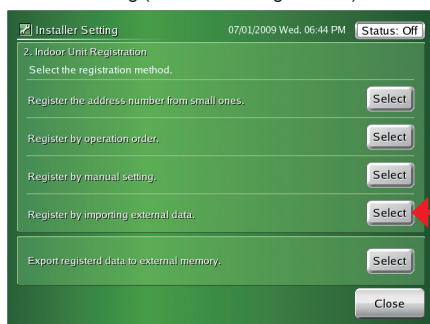 Installer Setting 07/01/2009 Wed. 06:44 PM Status: Off
2. Indoor Unit Registration
Select the registration method.
Register the address number from small ones. Select
Register by operation order. Select
Register by manual setting. Select
Register by importing external data. Select
Export registerd data to external memory. Select
Close